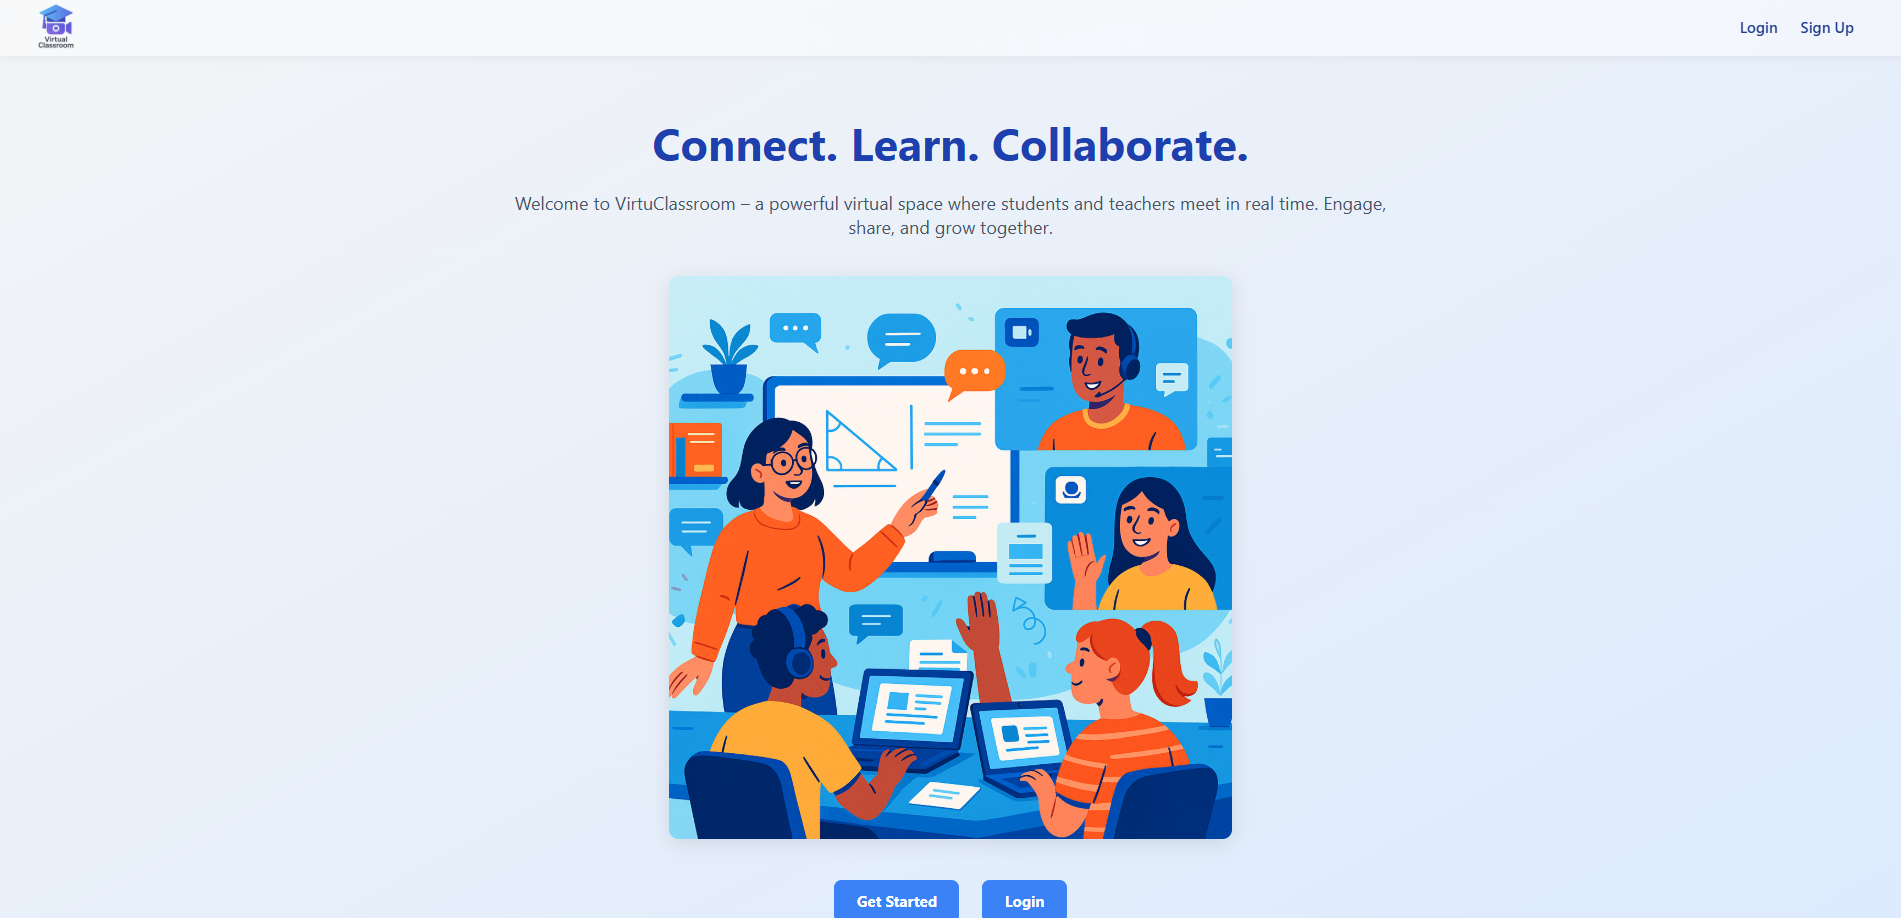 Virtual
Classroom
Login
Sign Up
Connect. Learn. Collaborate.
Welcome to VirtuClassroom – a powerful virtual space where students and teachers meet in real time. Engage,
share, and grow together.
Get Started
Login